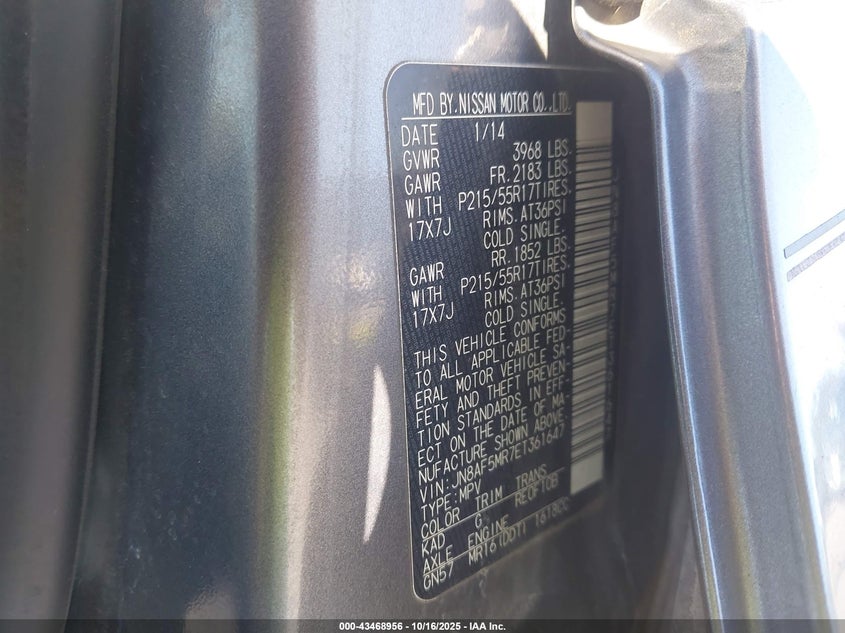 MFD BY.NISSAN MOTOR CO.,LTD.
DATE 1/14
GVWR 3968 LBS.
GAWR FR.2183 LBS.
WITH P215/55R17TIRES.
17X7J RIMS.AT36PSI
COLD SINGLE.
GAWR RR.1852 LBS.
WITH P215/55R17TIRES.
17X7J RIMS.AT36PSI
COLD SINGLE.
THIS VEHICLE CONFORMS
TO ALL APPLICABLE FED-
ERAL MOTOR VEHICLE SA-
FETY AND THEFT PREVEN-
TION STANDARDS IN EFF-
ECT ON THE DATE OF MA-
NUFACTURE SHOWN ABOVE
VIN:JN8AF5MR7ET361647
TYPE:MPV
COLOR TRIM TRANS
KAD G RE0F10B
AXLE ENGINE
GN57 MR16(DDT) 1618CC
000-43468956 - 10/16/2025 - IAA Inc.